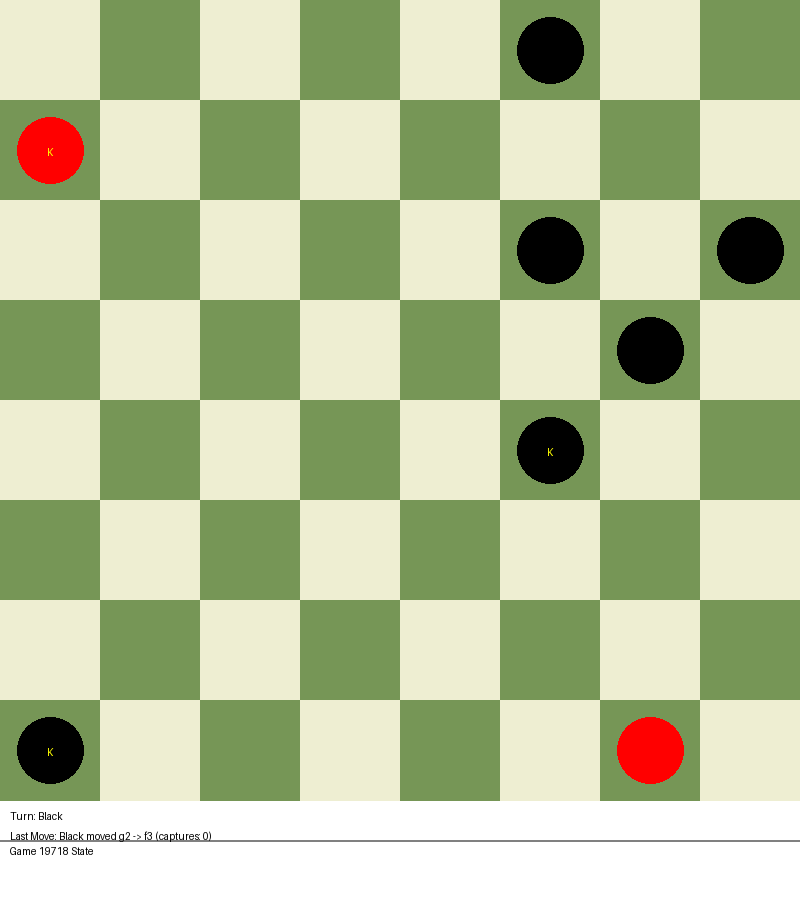 K
K
K
Turn: Black
Last Move: Black moved g2 -> f3 (captures: 0)
Game 19718 State